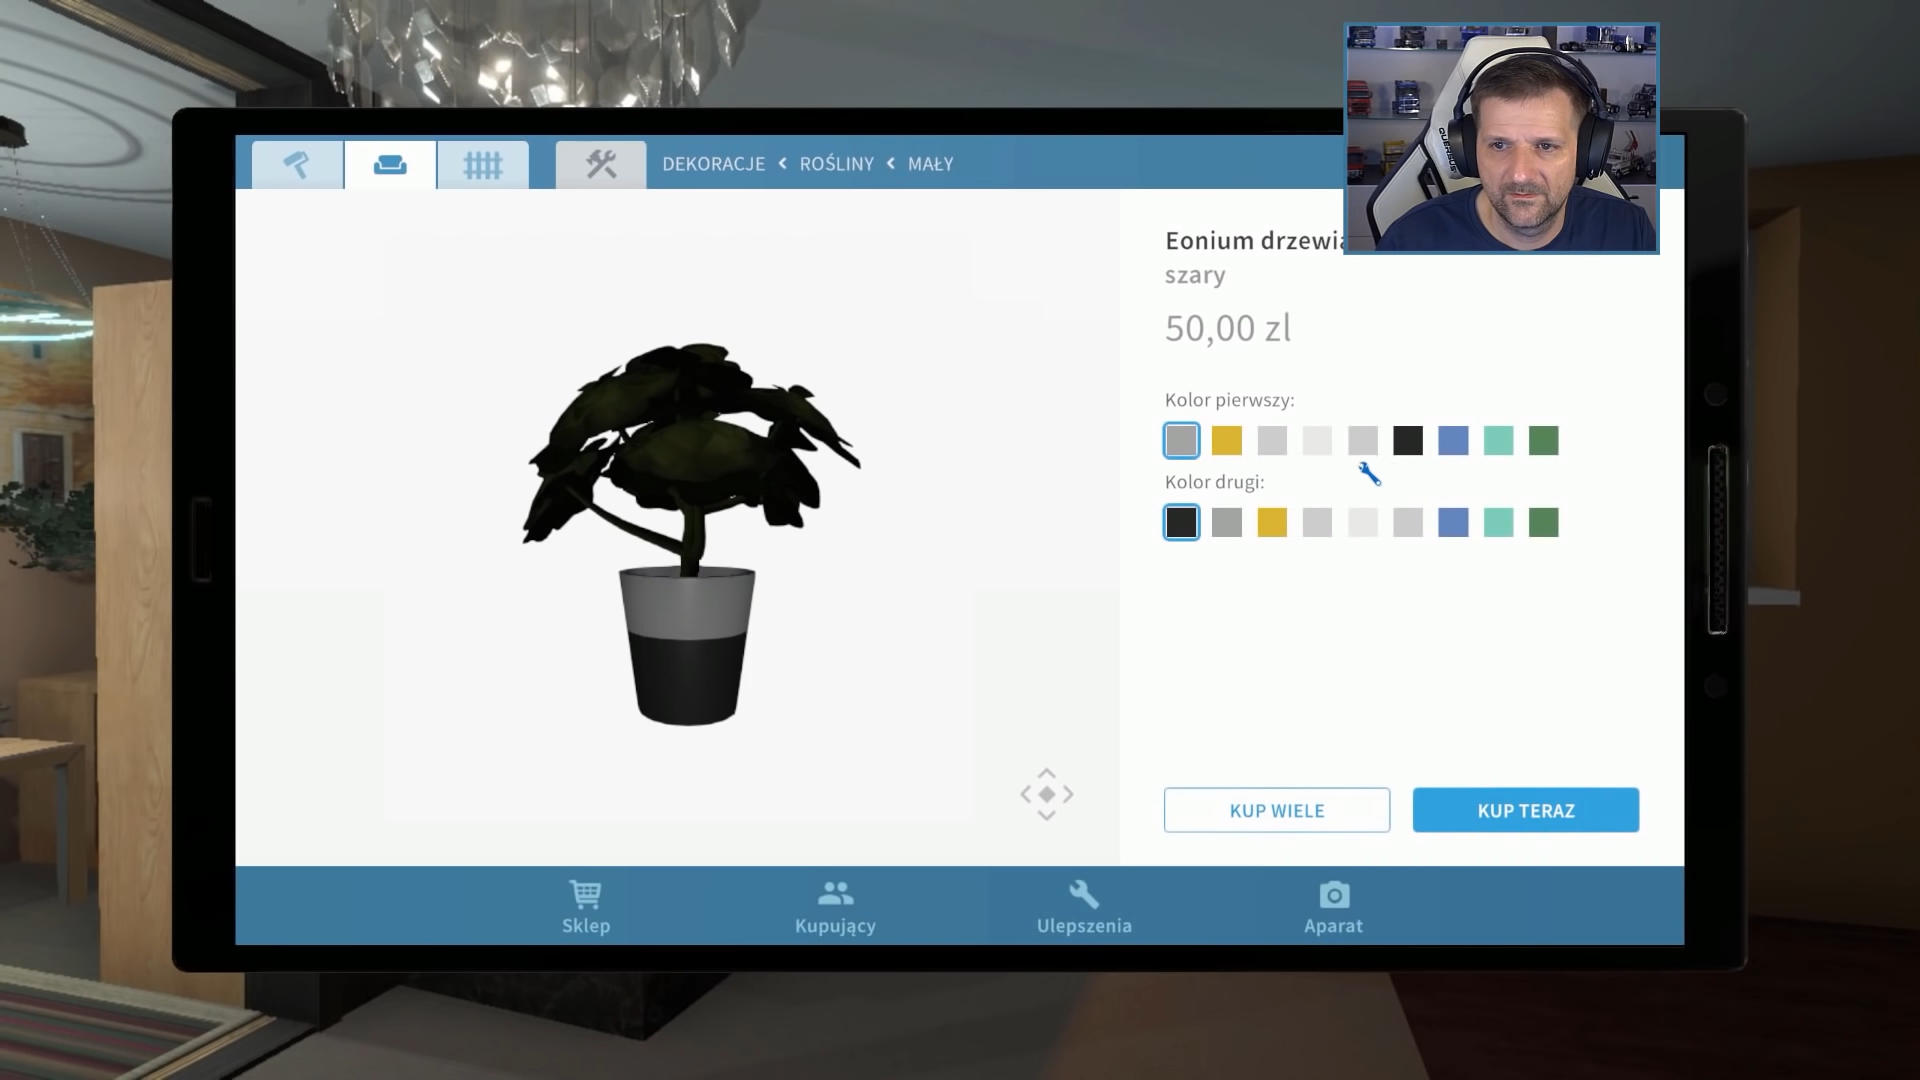 DEKORACJE < ROŚLINY < MAŁY
QUERSUS
Eonium
szary
50,00 zl
Kolor pierwszy:
Kolor drugi:
KUP WIELE
KUP TERAZ
Sklep
Kupujący
Ulepszenia
Aparat